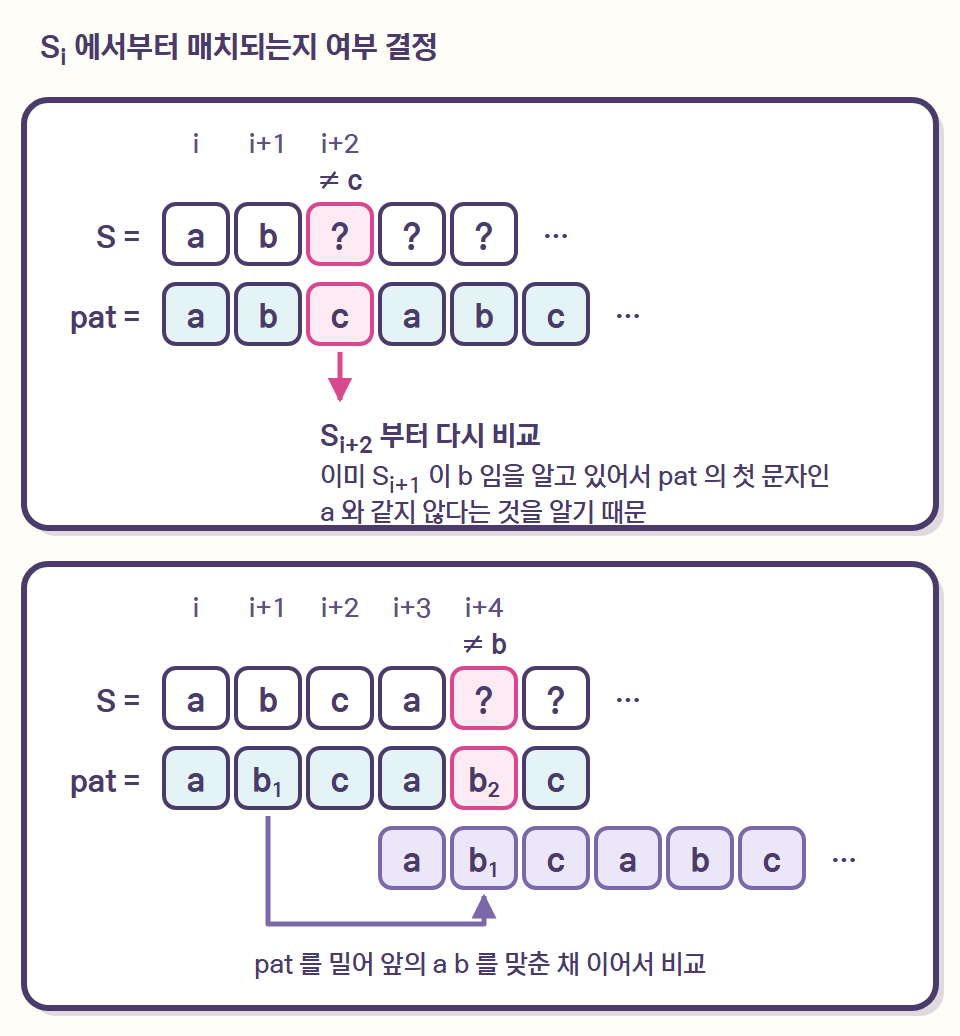 Si 에서부터 매치되는지 여부 결정
i i+1 i+2
≠ c
S = a b ? ? ? ...
pat = a b c a b c ...
Si+2 부터 다시 비교
이미 Si+1 이 b 임을 알고 있어서 pat 의 첫 문자인
a 와 같지 않다는 것을 알기 때문
i i+1 i+2 i+3 i+4
≠ b
S = a b c a ? ? ...
pat = a b1 c a b2 c
a b1 c a b c ...
pat 를 밀어 앞의 a b 를 맞춘 채 이어서 비교